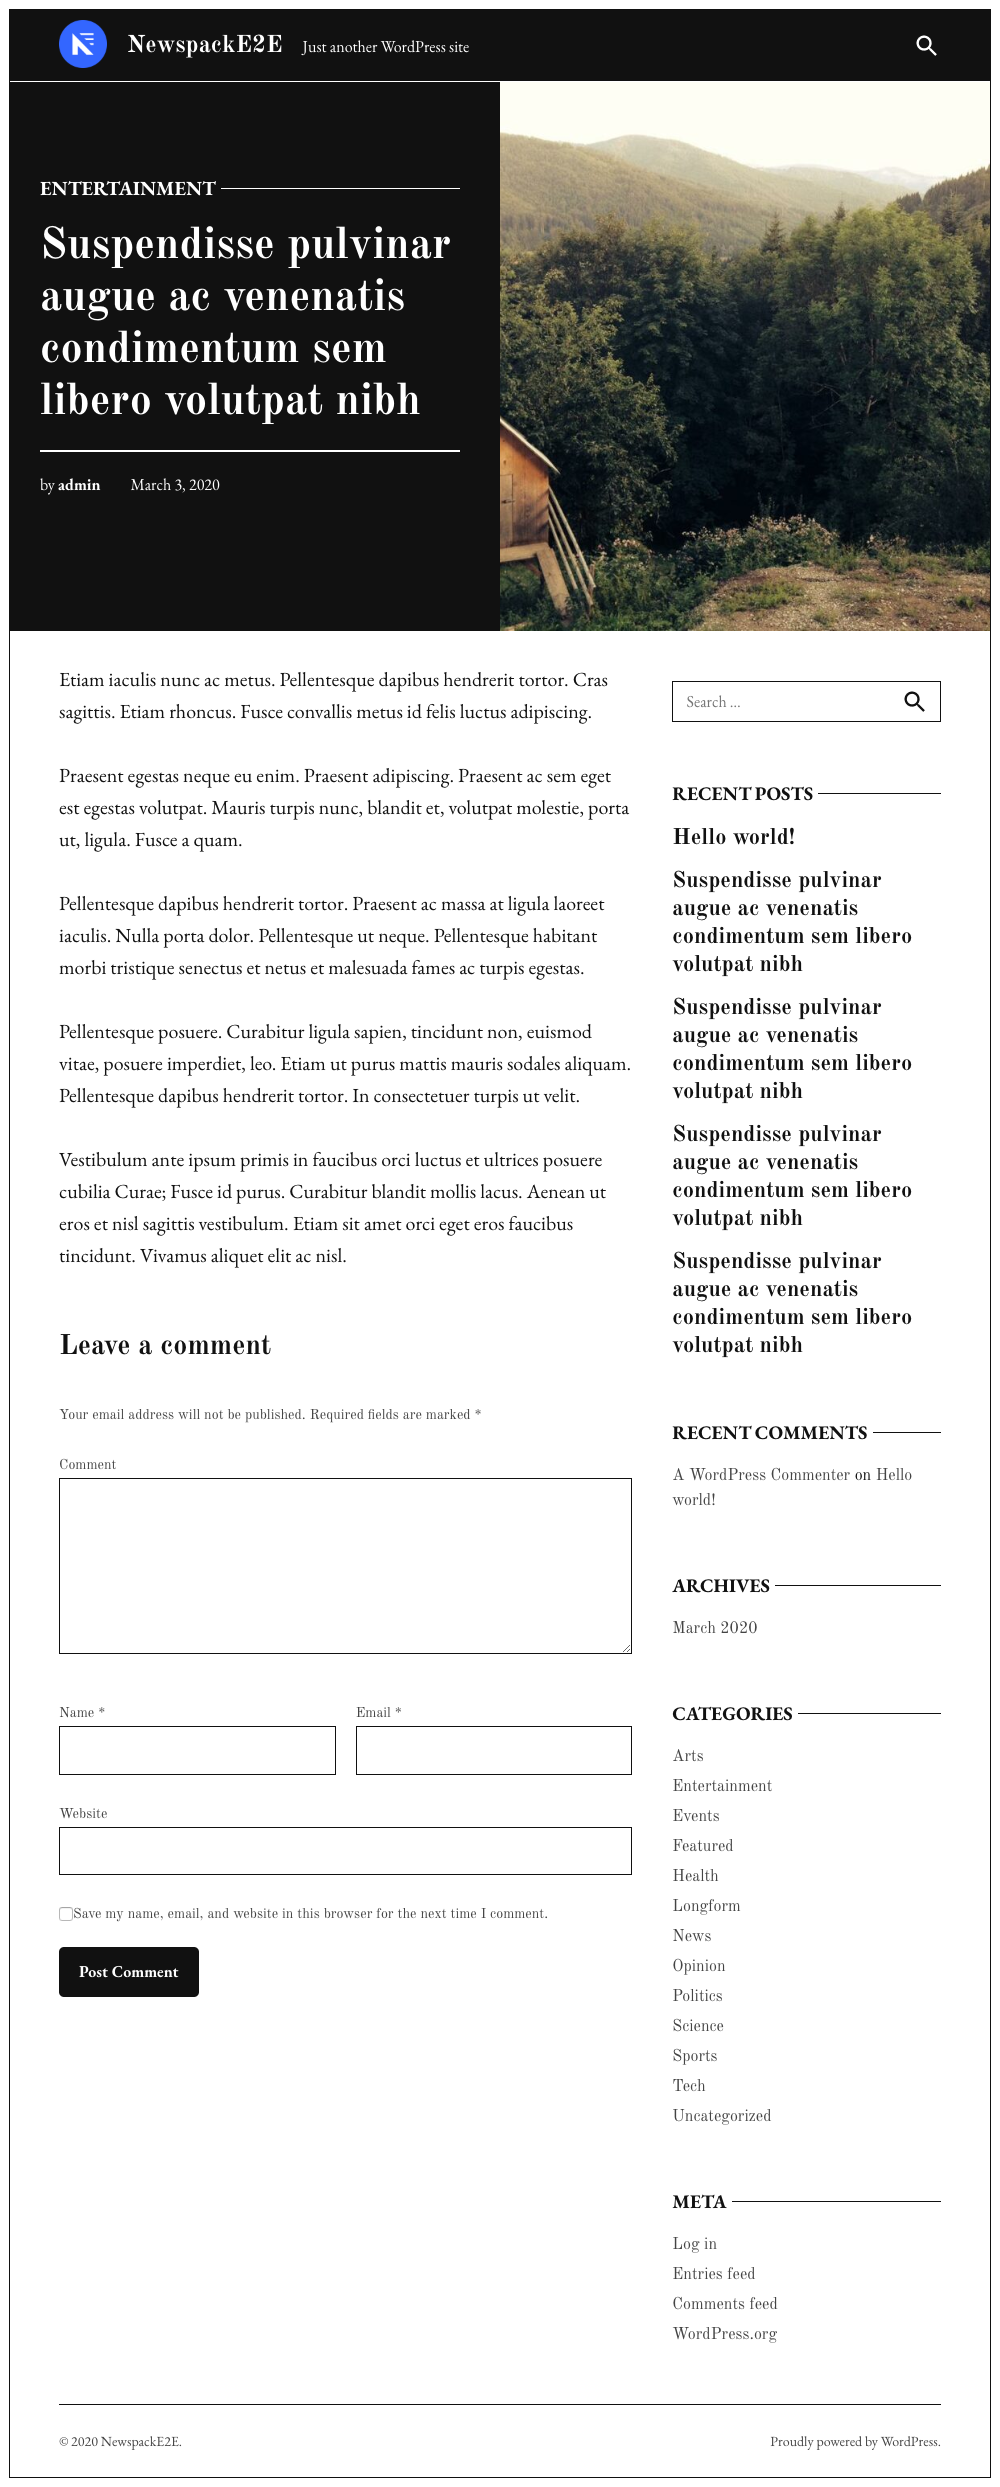 NewspackE2E Just another WordPress site
ENTERTAINMENT
Suspendisse pulvinar
augue ac venenatis
condimentum sem
libero volutpat nibh
by admin March 3, 2020
Etiam iaculis nunc ac metus. Pellentesque dapibus hendrerit tortor. Cras
sagittis. Etiam rhoncus. Fusce convallis metus id felis luctus adipiscing.
Praesent egestas neque eu enim. Praesent adipiscing. Praesent ac sem eget
est egestas volutpat. Mauris turpis nunc, blandit et, volutpat molestie, porta
ut, ligula. Fusce a quam.
Pellentesque dapibus hendrerit tortor. Praesent ac massa at ligula laoreet
iaculis. Nulla porta dolor. Pellentesque ut neque. Pellentesque habitant
morbi tristique senectus et netus et malesuada fames ac turpis egestas.
Pellentesque posuere. Curabitur ligula sapien, tincidunt non, euismod
vitae, posuere imperdiet, leo. Etiam ut purus mattis mauris sodales aliquam.
Pellentesque dapibus hendrerit tortor. In consectetuer turpis ut velit.
Vestibulum ante ipsum primis in faucibus orci luctus et ultrices posuere
cubilia Curae; Fusce id purus. Curabitur blandit mollis lacus. Aenean ut
eros et nisl sagittis vestibulum. Etiam sit amet orci eget eros faucibus
tincidunt. Vivamus aliquet elit ac nisl.
Leave a comment
Your email address will not be published. Required fields are marked *
Comment
Name *
Email *
Website
Save my name, email, and website in this browser for the next time I comment.
Post Comment
Search …
RECENT POSTS
Hello world!
Suspendisse pulvinar
augue ac venenatis
condimentum sem libero
volutpat nibh
Suspendisse pulvinar
augue ac venenatis
condimentum sem libero
volutpat nibh
Suspendisse pulvinar
augue ac venenatis
condimentum sem libero
volutpat nibh
Suspendisse pulvinar
augue ac venenatis
condimentum sem libero
volutpat nibh
RECENT COMMENTS
A WordPress Commenter on Hello
world!
ARCHIVES
March 2020
CATEGORIES
Arts
Entertainment
Events
Featured
Health
Longform
News
Opinion
Politics
Science
Sports
Tech
Uncategorized
META
Log in
Entries feed
Comments feed
WordPress.org
© 2020 NewspackE2E.
Proudly powered by WordPress.